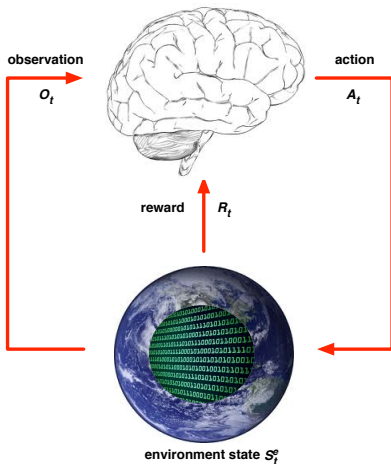 observation
action
O_t
A_t
reward R_t
environment state S_t^e